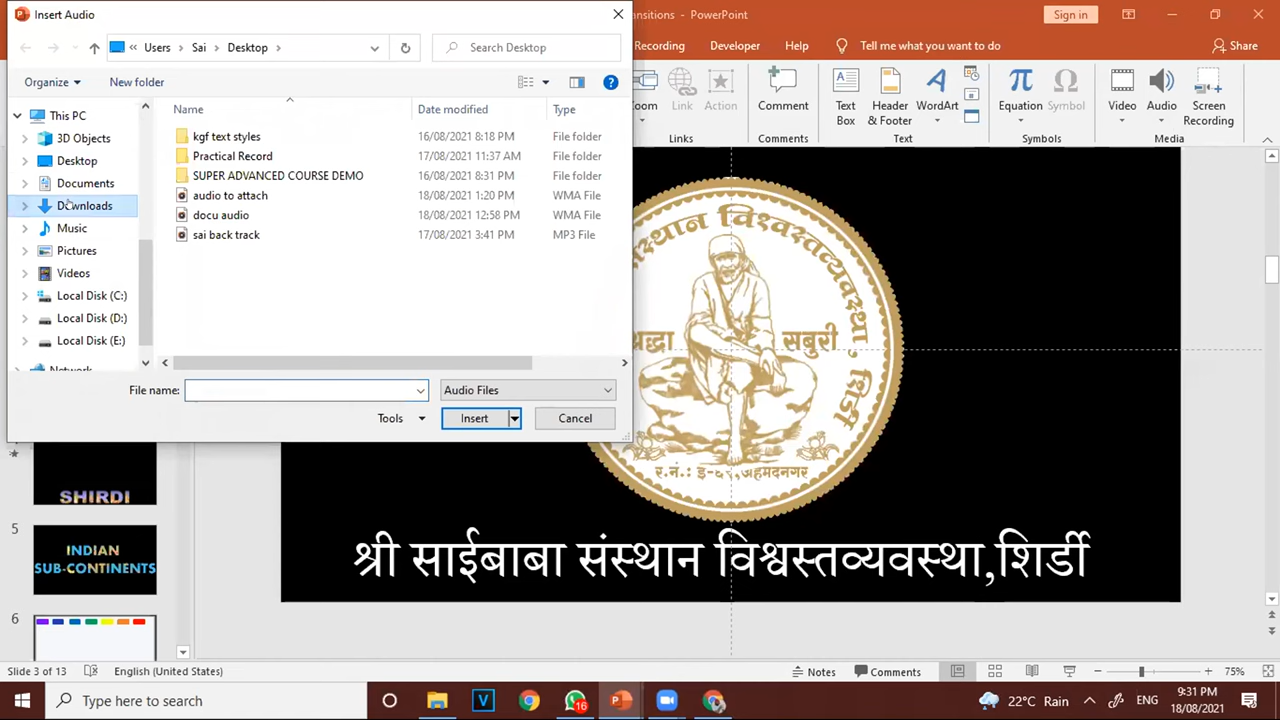 Insert Audio
nsitions - PowerPoint
Sign in
Users
Sai
Desktop
Search Desktop
Recording
Developer
Help
Tell me what you want to do
Share
Organize
New folder
oom
Link
Action
Comment
Text Box
Header & Footer
WordArt
Equation
Symbol
Video
Audio
Screen Recording
Links
Comments
Text
Symbols
Media
Name
Date modified
Type
This PC
3D Objects
Desktop
Documents
Downloads
Music
Pictures
Videos
Local Disk (C:)
Local Disk (D:)
Local Disk (E:)
Network
kgf text styles 16/08/2021 8:18 PM File folder
Practical Record 17/08/2021 11:37 AM File folder
SUPER ADVANCED COURSE DEMO 16/08/2021 8:31 PM File folder
audio to attach 18/08/2021 1:20 PM WMA File
docu audio 18/08/2021 12:58 PM WMA File
sai back track 17/08/2021 3:41 PM MP3 File
File name:
Audio Files
Tools
Insert
Cancel
स्थान विश्वस्तव्यवस्था, शिर्डी
श्रद्धा
सबुरी
अहमदनगर
श्री साईबाबा संस्थान विश्वस्तव्यवस्था,शिर्डी
SHIRDI
5
INDIAN
SUB-CONTINENTS
6
Slide 3 of 13
English (United States)
Notes
Comments
75%
Type here to search
16
22°C Rain
ENG
9:31 PM
18/08/2021